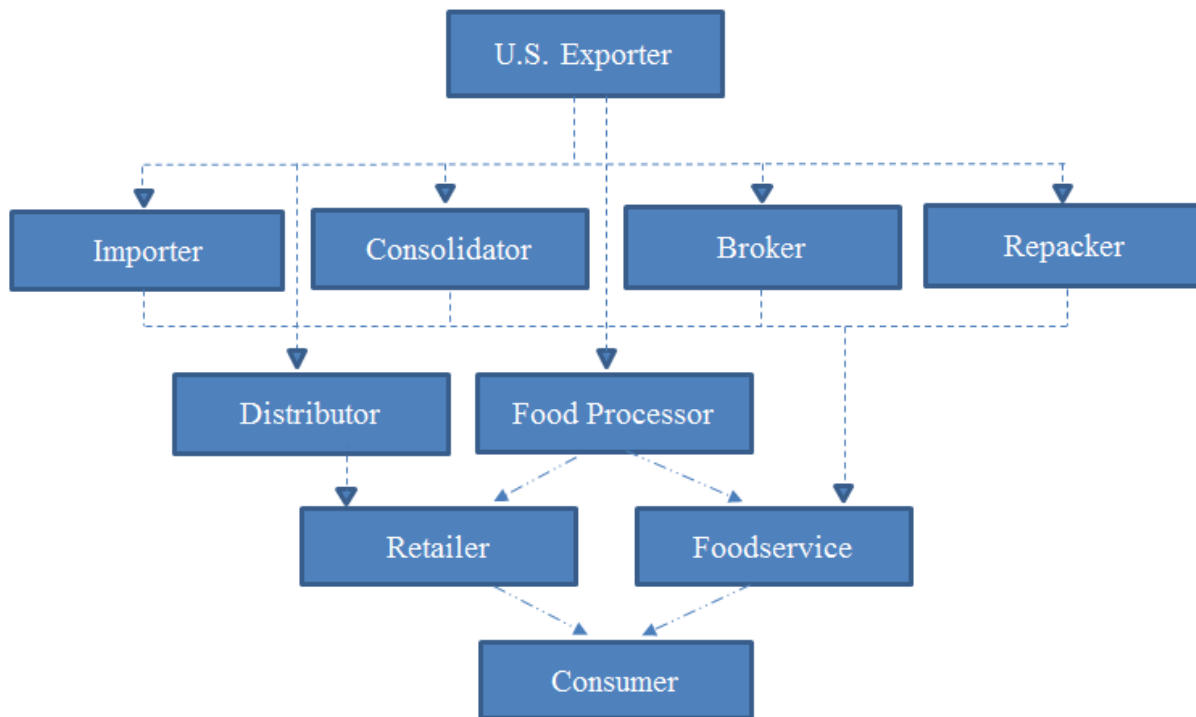 U.S. Exporter
Importer
Consolidator
Broker
Repacker
Distributor
Food Processor
Retailer
Foodservice
Consumer